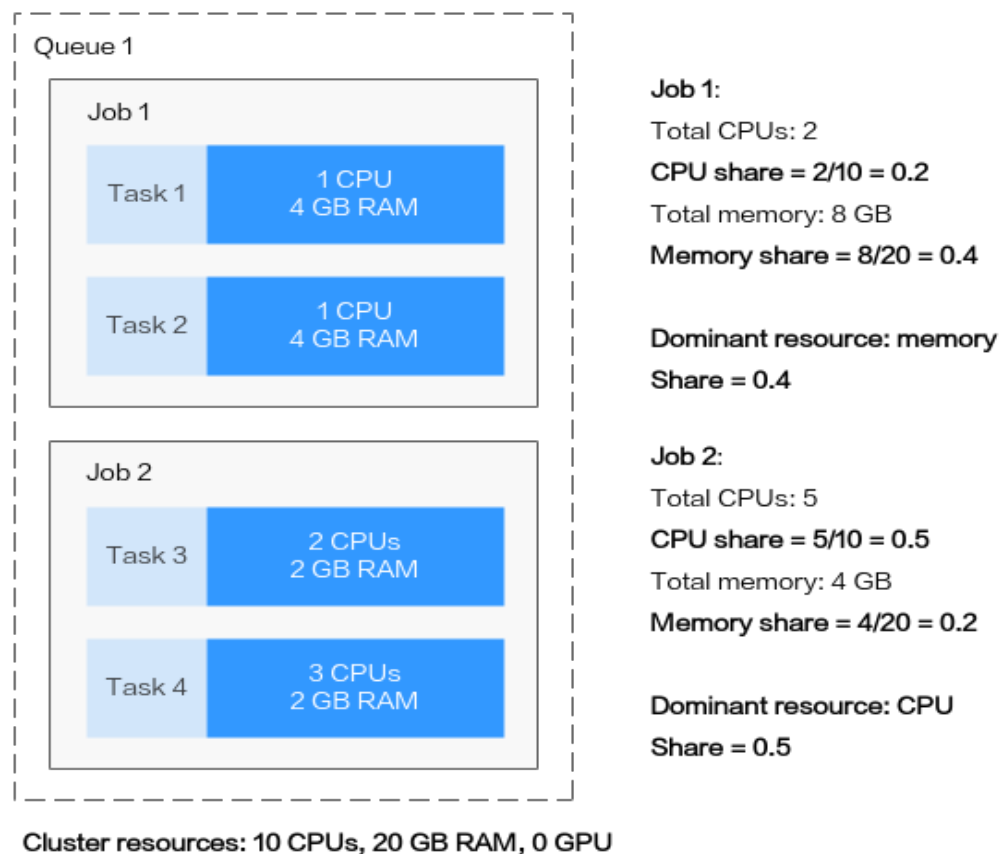 Queue 1
Job 1
Task 1
1 CPU
4 GB RAM
Task 2
1 CPU
4 GB RAM
Job 2
Task 3
2 CPUs
2 GB RAM
Task 4
3 CPUs
2 GB RAM
Job 1:
Total CPUs: 2
CPU share = 2/10 = 0.2
Total memory: 8 GB
Memory share = 8/20 = 0.4
Dominant resource: memory
Share = 0.4
Job 2:
Total CPUs: 5
CPU share = 5/10 = 0.5
Total memory: 4 GB
Memory share = 4/20 = 0.2
Dominant resource: CPU
Share = 0.5
Cluster resources: 10 CPUs, 20 GB RAM, 0 GPU